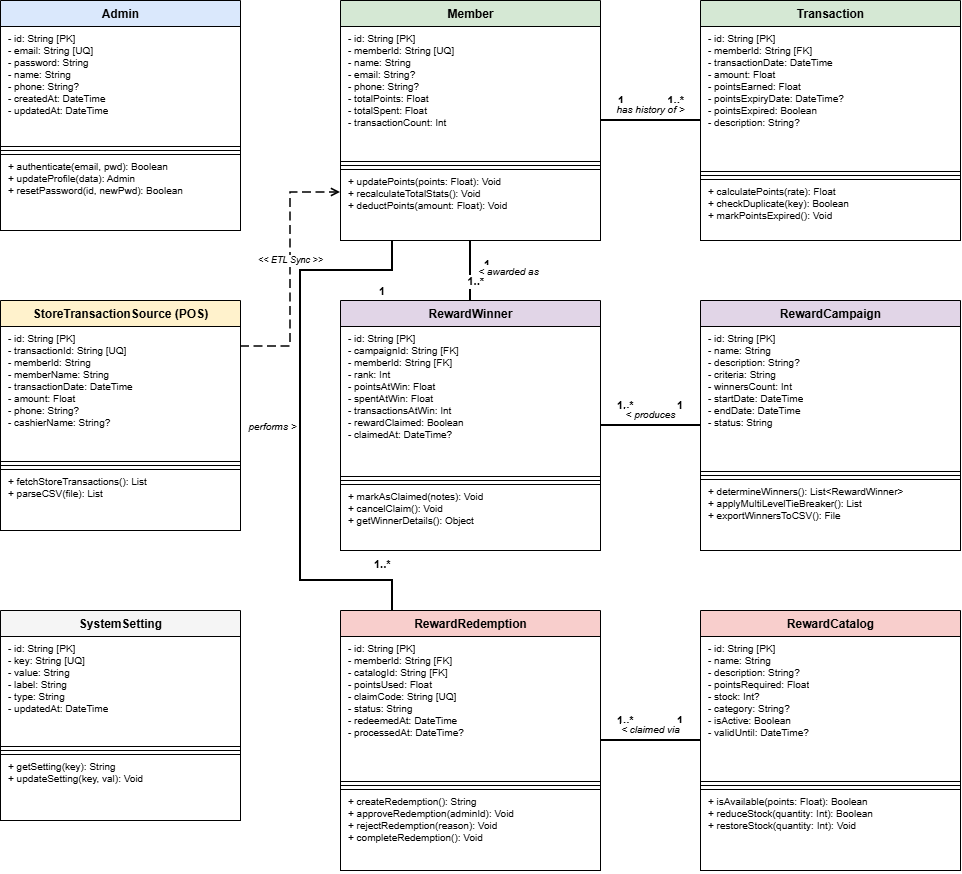 Admin
- id: String [PK]
- email: String [UQ]
- password: String
- name: String
- phone: String?
- createdAt: DateTime
- updatedAt: DateTime
+ authenticate(email, pwd): Boolean
+ updateProfile(data): Admin
+ resetPassword(id, newPwd): Boolean
Member
- id: String [PK]
- memberId: String [UQ]
- name: String
- email: String?
- phone: String?
- totalPoints: Float
- totalSpent: Float
- transactionCount: Int
+ updatePoints(points: Float): Void
+ recalculateTotalStats(): Void
+ deductPoints(amount: Float): Void
1
1..*
has history of >
Transaction
- id: String [PK]
- memberId: String [FK]
- transactionDate: DateTime
- amount: Float
- pointsEarned: Float
- pointsExpiryDate: DateTime?
- pointsExpired: Boolean
- description: String?
+ calculatePoints(rate): Float
+ checkDuplicate(key): Boolean
+ markPointsExpired(): Void
<< ETL Sync >>
1
< awarded as
1..*
1
StoreTransactionSource (POS)
- id: String [PK]
- transactionId: String [UQ]
- memberId: String
- memberName: String
- transactionDate: DateTime
- amount: Float
- phone: String?
- cashierName: String?
+ fetchStoreTransactions(): List
+ parseCSV(file): List
performs >
RewardWinner
- id: String [PK]
- campaignId: String [FK]
- memberId: String [FK]
- rank: Int
- pointsAtWin: Float
- spentAtWin: Float
- transactionsAtWin: Int
- rewardClaimed: Boolean
- claimedAt: DateTime?
+ markAsClaimed(notes): Void
+ cancelClaim(): Void
+ getWinnerDetails(): Object
1..*
1
< produces
RewardCampaign
- id: String [PK]
- name: String
- description: String?
- criteria: String
- winnersCount: Int
- startDate: DateTime
- endDate: DateTime
- status: String
+ determineWinners(): List<RewardWinner>
+ applyMultiLevelTieBreaker(): List
+ exportWinnersToCSV(): File
1..*
SystemSetting
- id: String [PK]
- key: String [UQ]
- value: String
- label: String
- type: String
- updatedAt: DateTime
+ getSetting(key): String
+ updateSetting(key, val): Void
RewardRedemption
- id: String [PK]
- memberId: String [FK]
- catalogId: String [FK]
- pointsUsed: Float
- claimCode: String [UQ]
- status: String
- redeemedAt: DateTime
- processedAt: DateTime?
+ createRedemption(): String
+ approveRedemption(adminId): Void
+ rejectRedemption(reason): Void
+ completeRedemption(): Void
1..*
1
< claimed via
RewardCatalog
- id: String [PK]
- name: String
- description: String?
- pointsRequired: Float
- stock: Int?
- category: String?
- isActive: Boolean
- validUntil: DateTime?
+ isAvailable(points: Float): Boolean
+ reduceStock(quantity: Int): Boolean
+ restoreStock(quantity: Int): Void